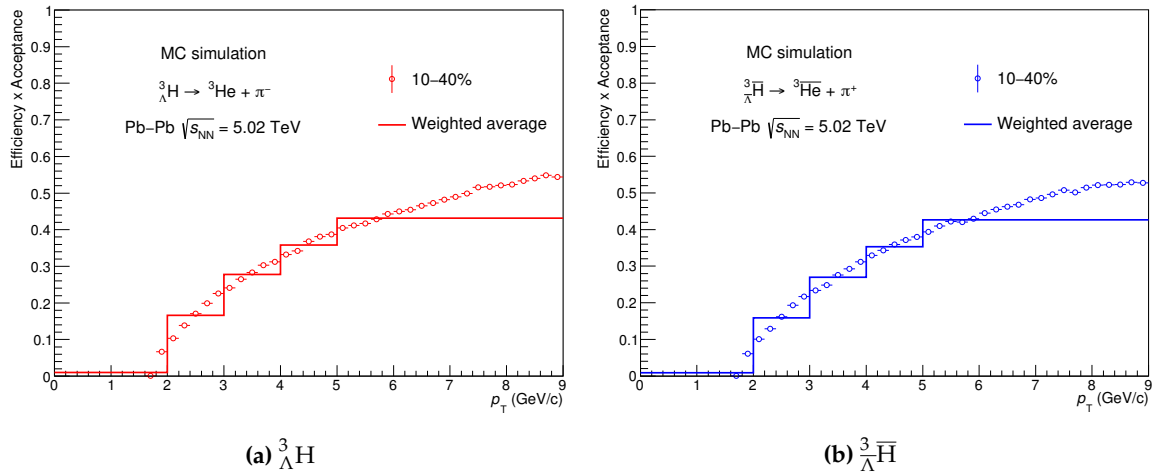 Efficiency x Acceptance
1
0.9
0.8
0.7
0.6
0.5
0.4
0.3
0.2
0.1
0
MC simulation
³ΛH → ³He + π⁻
Pb−Pb √sNN = 5.02 TeV
10−40%
Weighted average
0 1 2 3 4 5 6 7 8 9
pT (GeV/c)
(a) ³ΛH
Efficiency x Acceptance
1
0.9
0.8
0.7
0.6
0.5
0.4
0.3
0.2
0.1
0
MC simulation
³Λ̅H̅ → ³H̅e̅ + π⁺
Pb−Pb √sNN = 5.02 TeV
10−40%
Weighted average
0 1 2 3 4 5 6 7 8 9
pT (GeV/c)
(b) ³Λ̅H̅